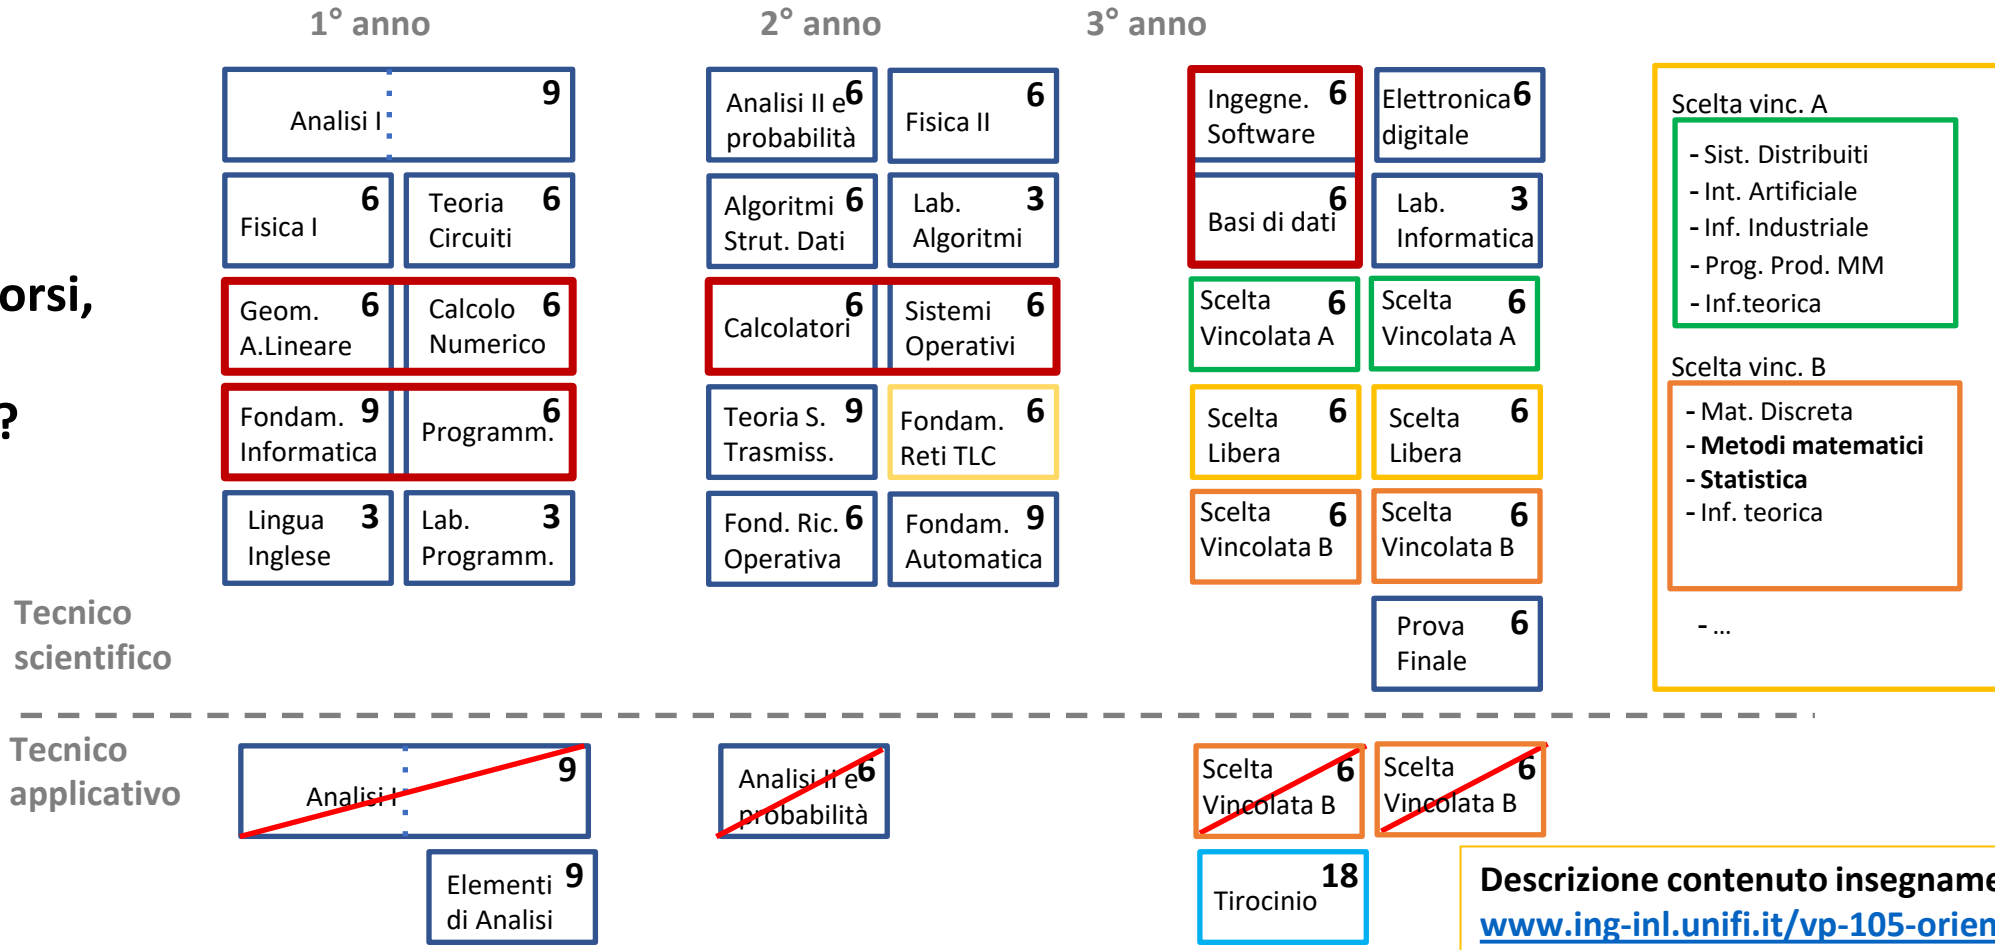 1° anno
2° anno
3° anno
orsi,
?
Analisi I 9
Fisica I 6
Teoria 6
Circuiti
Geom. 6
A.Lineare
Calcolo 6
Numerico
Fondam. 9
Informatica
Programm. 6
Lingua 3
Inglese
Lab. 3
Programm.
Analisi II e 6
probabilità
Fisica II 6
Algoritmi 6
Strut. Dati
Lab. 3
Algoritmi
Calcolatori 6
Sistemi 6
Operativi
Teoria S. 9
Trasmiss.
Fondam. 6
Reti TLC
Fond. Ric. 6
Operativa
Fondam. 9
Automatica
Ingegne. 6
Software
Elettronica 6
digitale
Basi di dati 6
Lab. 3
Informatica
Scelta 6
Vincolata A
Scelta 6
Vincolata A
Scelta 6
Libera
Scelta 6
Libera
Scelta 6
Vincolata B
Scelta 6
Vincolata B
Prova 6
Finale
Scelta vinc. A
- Sist. Distribuiti
- Int. Artificiale
- Inf. Industriale
- Prog. Prod. MM
- Inf.teorica
Scelta vinc. B
- Mat. Discreta
- Metodi matematici
- Statistica
- Inf. teorica
- ...
Tecnico
scientifico
Tecnico
applicativo
Analisi I 9
Elementi 9
di Analisi
Analisi II e 6
probabilità
Scelta 6
Vincolata B
Scelta 6
Vincolata B
Tirocinio 18
Descrizione contenuto insegname
www.ing-inl.unifi.it/vp-105-orien